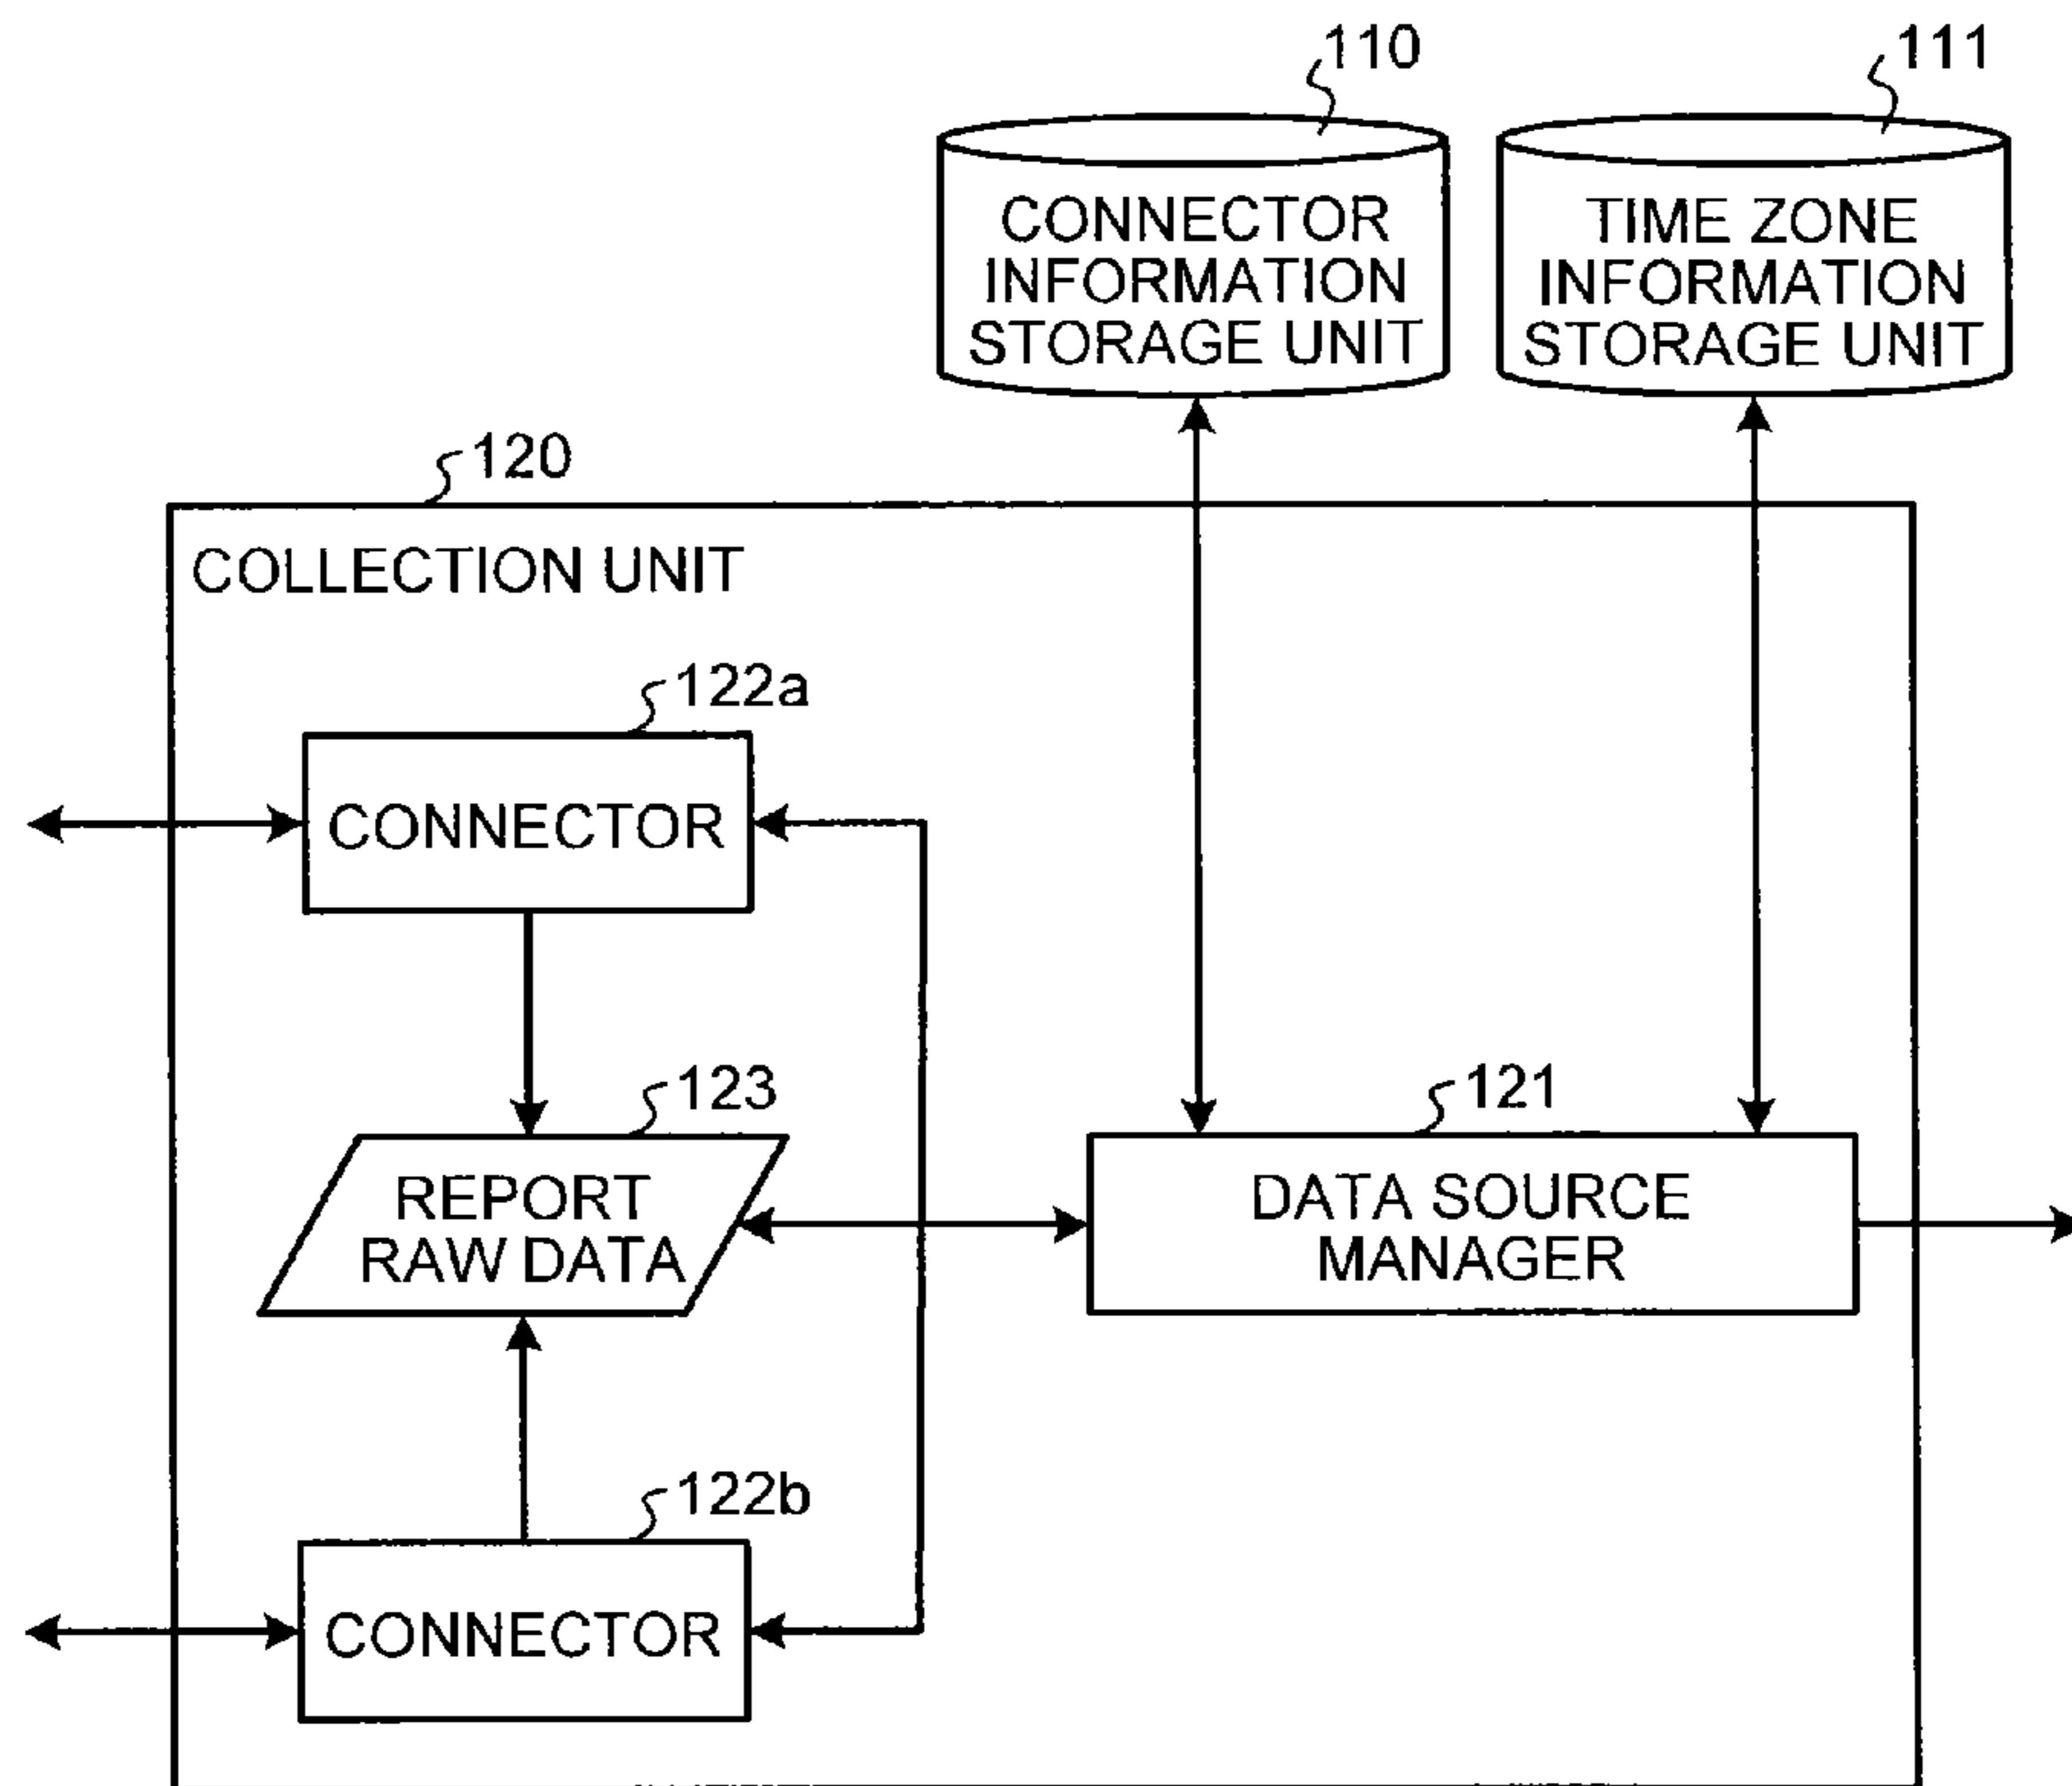 110
111
CONNECTOR
INFORMATION
STORAGE UNIT
TIME ZONE
INFORMATION
STORAGE UNIT
120
COLLECTION UNIT
122a
CONNECTOR
123
REPORT
RAW DATA
121
DATA SOURCE
MANAGER
122b
CONNECTOR